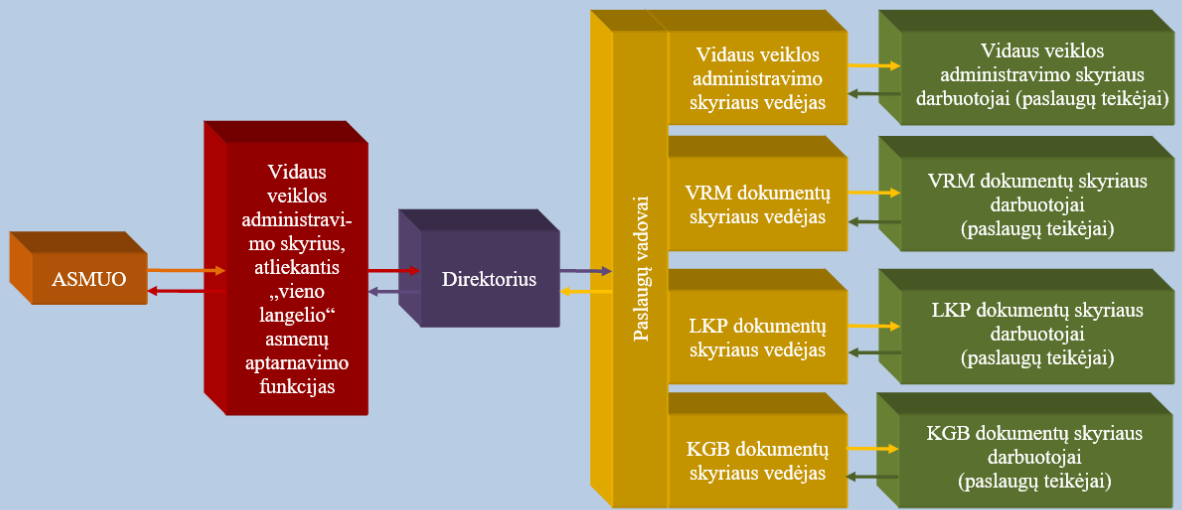 ASMUO
Vidaus
veiklos
administravi-
mo skyrius,
atliekantis
„vieno
langelio“
asmenų
aptarnavimo
funkcijas
Direktorius
Paslaugų vadovai
Vidaus veiklos
administravimo
skyriaus vedėjas
Vidaus veiklos
administravimo skyriaus
darbuotojai (paslaugų teikėjai)
VRM dokumentų
skyriaus vedėjas
VRM dokumentų skyriaus
darbuotojai
(paslaugų teikėjai)
LKP dokumentų
skyriaus vedėjas
LKP dokumentų skyriaus
darbuotojai
(paslaugų teikėjai)
KGB dokumentų
skyriaus vedėjas
KGB dokumentų skyriaus
darbuotojai
(paslaugų teikėjai)